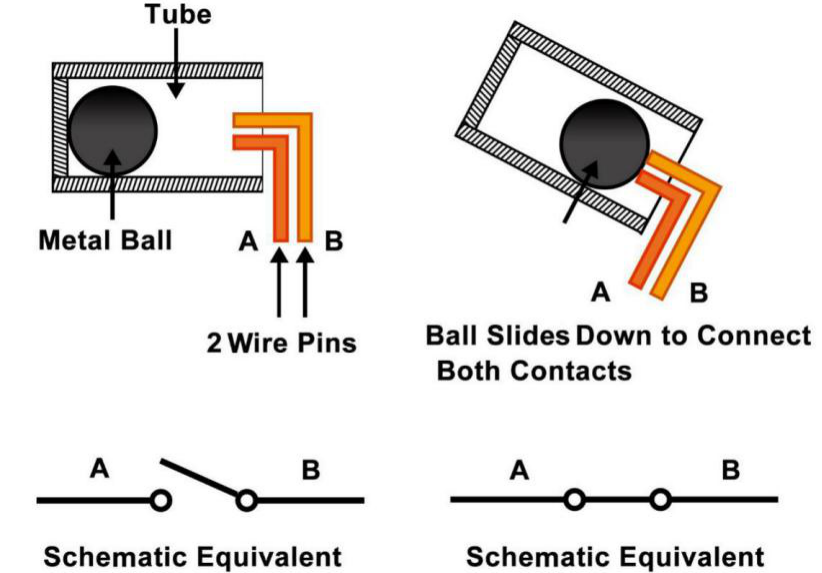 Tube
Metal Ball
A
B
2 Wire Pins
A
B
Ball Slides Down to Connect
Both Contacts
A
B
Schematic Equivalent
A
B
Schematic Equivalent